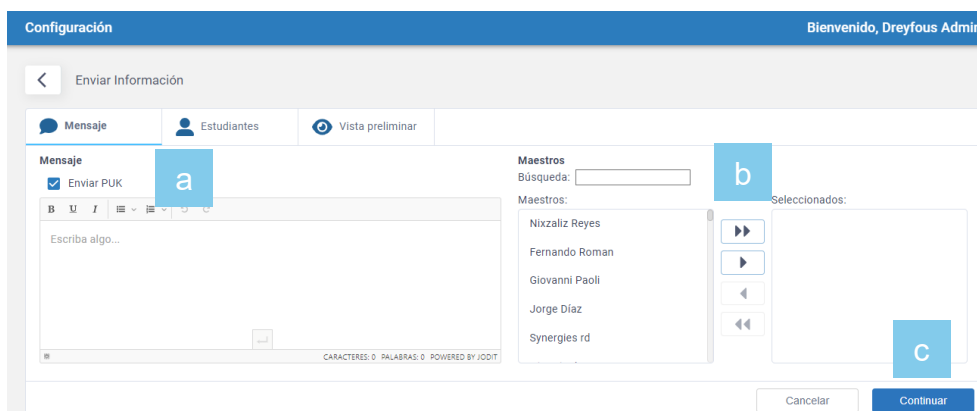 Configuración
Bienvenido, Dreyfous Admin
Enviar Información
Mensaje
Estudiantes
Vista preliminar
Mensaje
a
Enviar PUK
B U I
Escriba algo...
CARACTERES: 0 PALABRAS: 0 POWERED BY JODIT
Maestros
Búsqueda:
b
Maestros:
Seleccionados:
Nixzaliz Reyes
Fernando Roman
Giovanni Paoli
Jorge Díaz
Synergies rd
c
Cancelar
Continuar